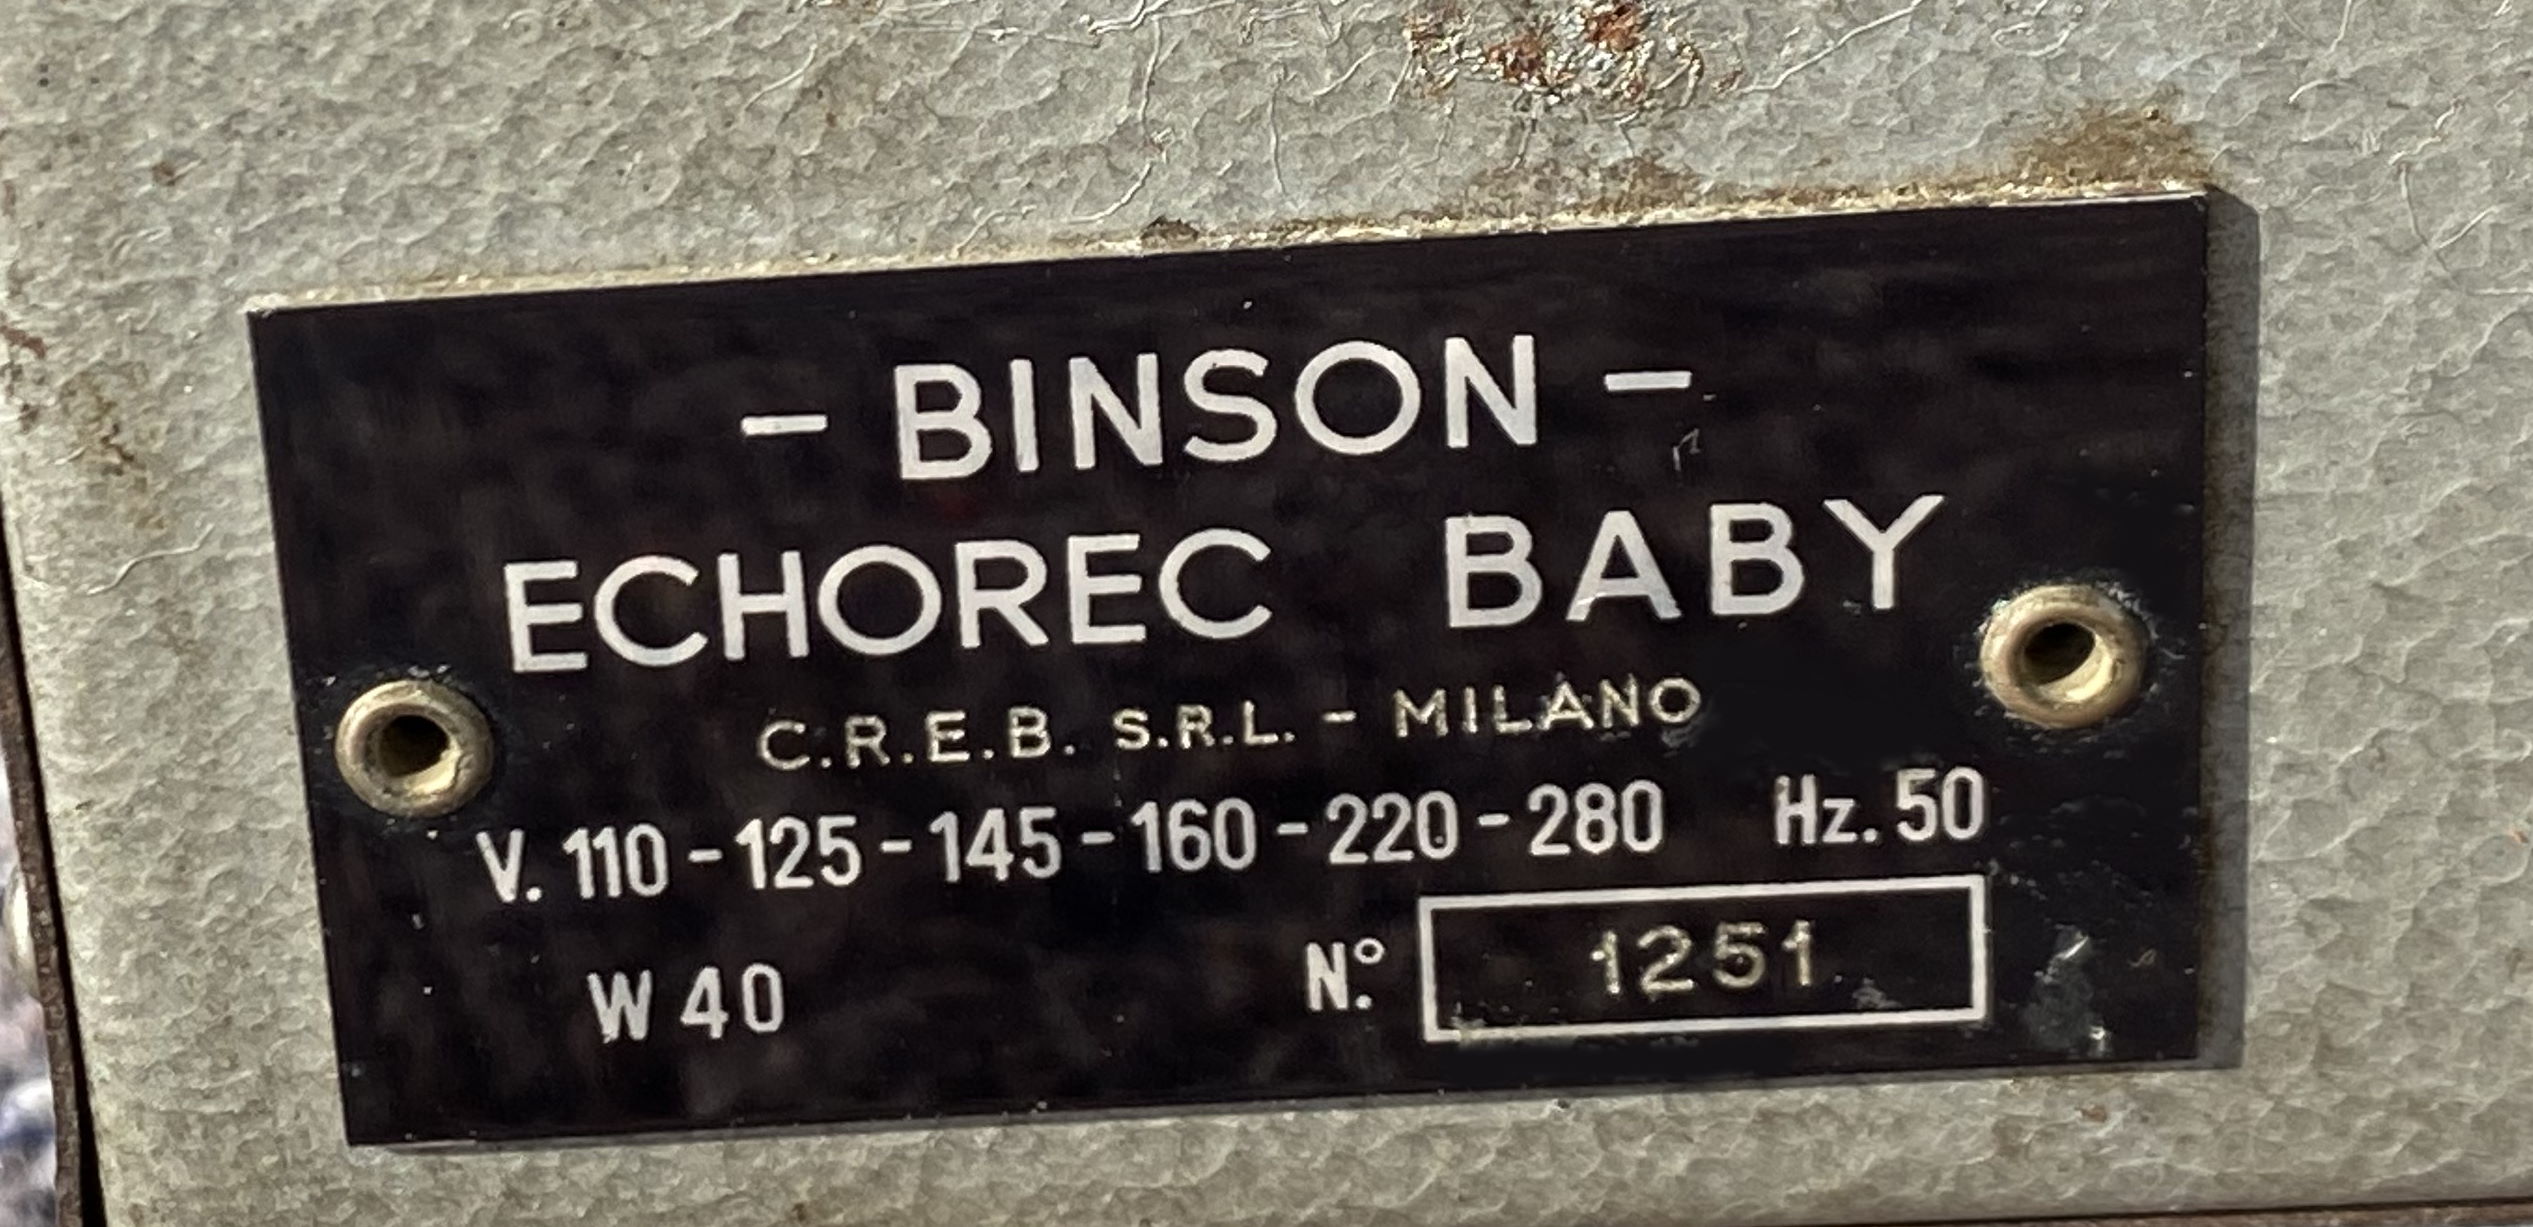 - BINSON -
ECHOREC BABY
C.R.E.B. S.R.L. - MILANO
V. 110 - 125 - 145 - 160 - 220 - 280 Hz. 50
W 40 N.° 1251